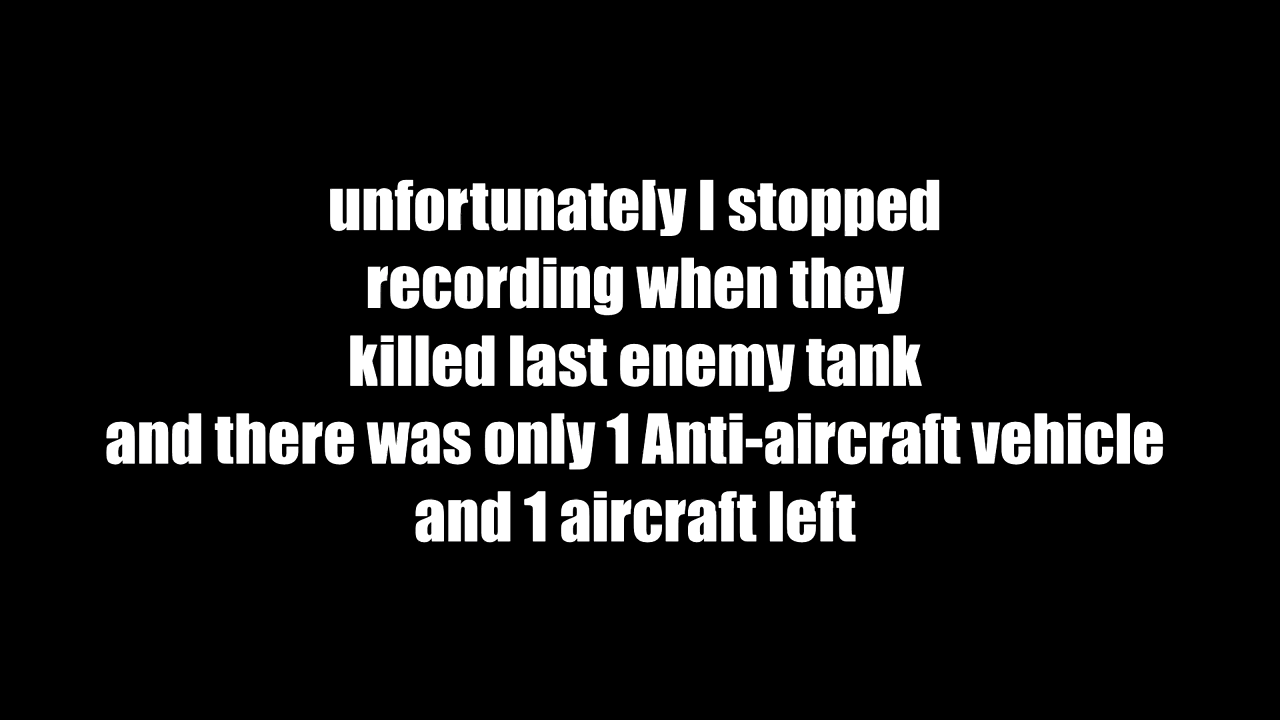 unfortunately I stopped
recording when they
killed last enemy tank
and there was only 1 Anti-aircraft vehicle
and 1 aircraft left